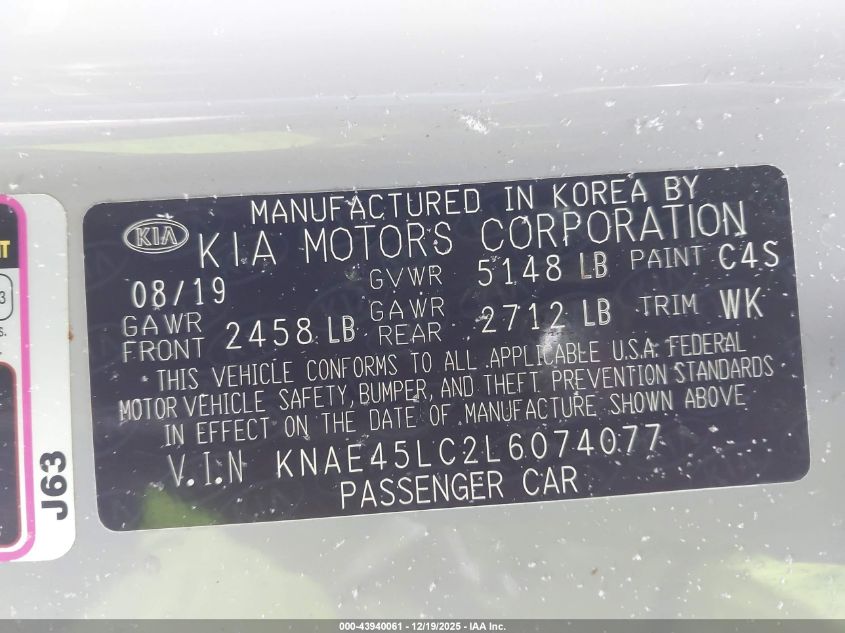 MANUFACTURED IN KOREA BY
KIA KIA MOTORS CORPORATION
08/19 GVWR 5148 LB PAINT C4S
GAWR FRONT 2458 LB GAWR REAR 2712 LB TRIM WK
THIS VEHICLE CONFORMS TO ALL APPLICABLE U.S.A. FEDERAL
MOTOR VEHICLE SAFETY, BUMPER, AND THEFT PREVENTION STANDARDS
IN EFFECT ON THE DATE OF MANUFACTURE SHOWN ABOVE
V.I.N KNAE45LC2L6074077
PASSENGER CAR
J63
000-43940061 - 12/19/2025 - IAA Inc.